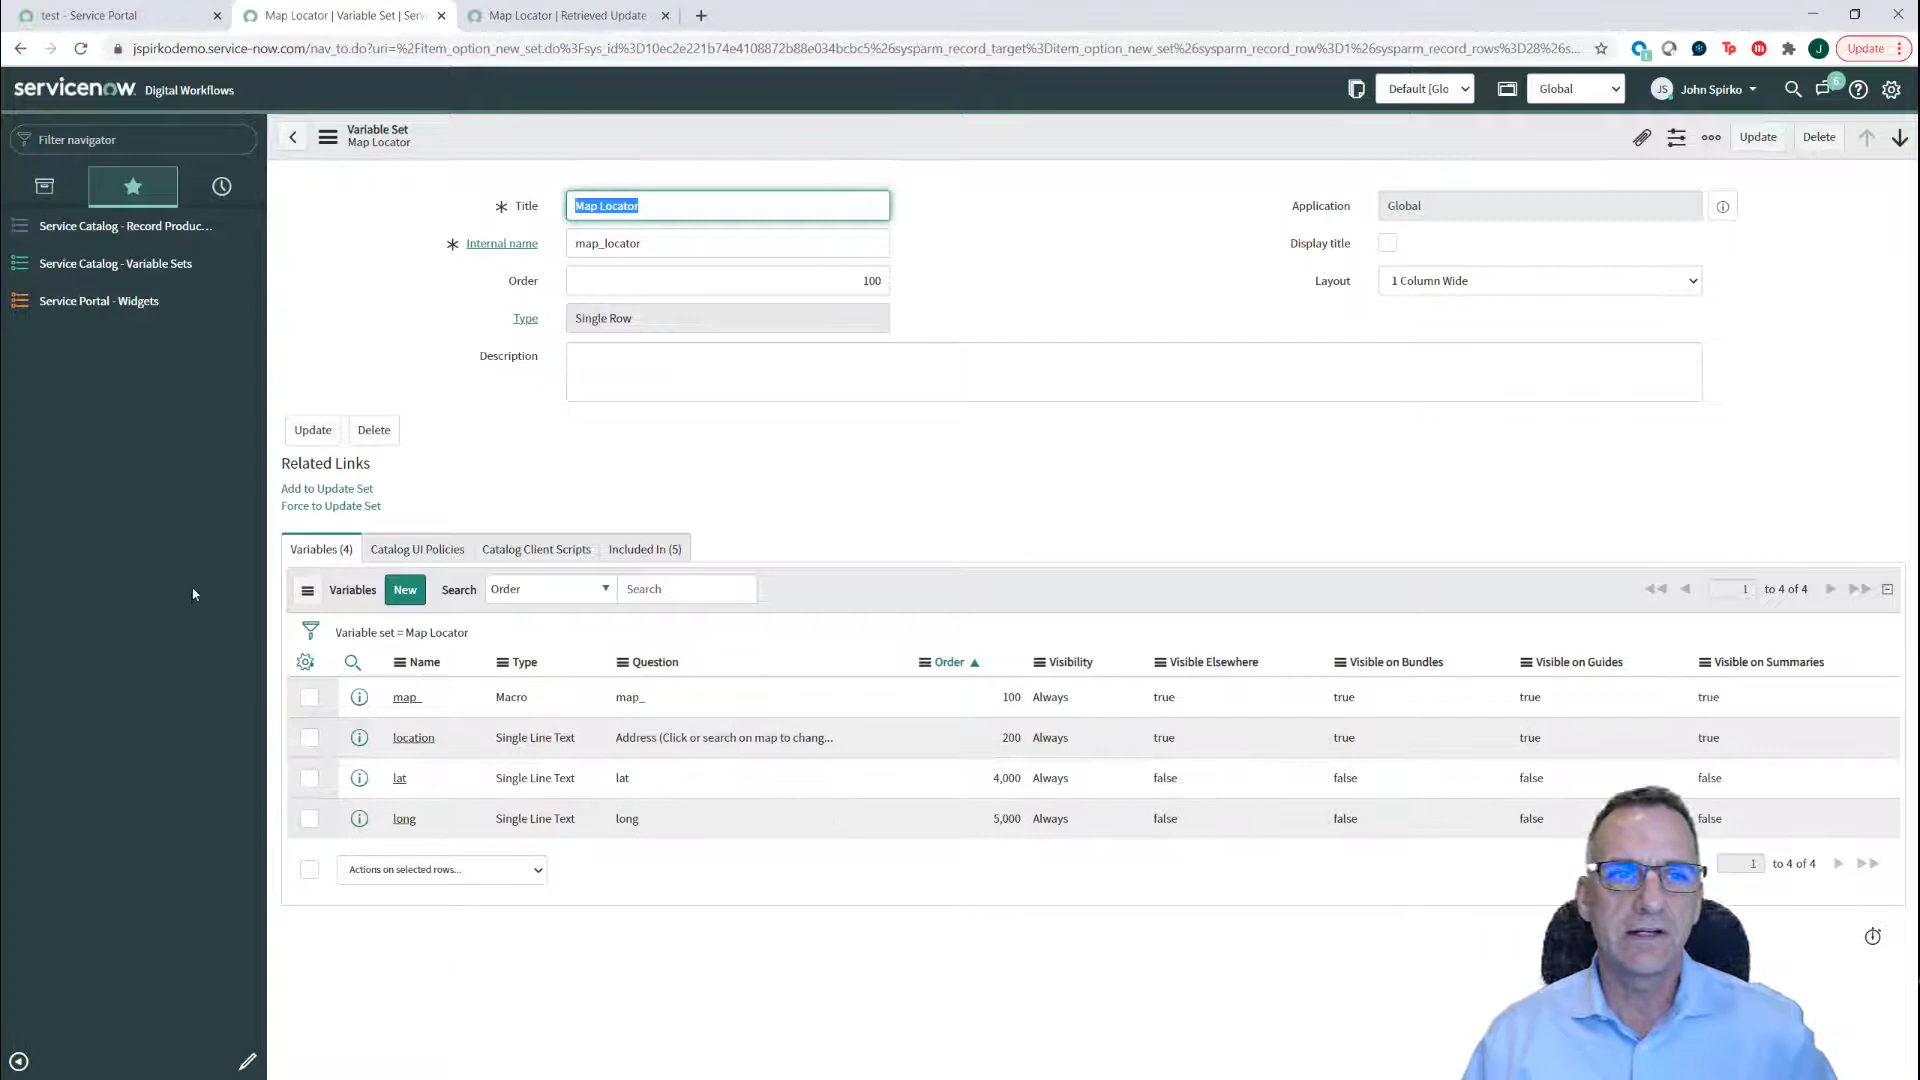 test - Service Portal
Map Locator | Variable Set | Serv
Map Locator | Retrieved Update
jspirkodemo.service-now.com/nav_to.do?uri=%2Fitem_option_new_set.do%3Fsys_id%3D10ec2e221b74e4108872b88e034bcbc5%26sysparm_record_target%3Ditem_option_new_set%26sysparm_record_row%3D1%26sysparm_record_rows%3D28%26s...
Tp
J
Update
servicenow
Digital Workflows
Default [Glo
Global
JS
John Spirko
6
Filter navigator
Variable Set
Map Locator
Update
Delete
Service Catalog - Record Produc...
Service Catalog - Variable Sets
Service Portal - Widgets
Title
Map Locator
Application
Global
Internal name
map_locator
Display title
Order
100
Layout
1 Column Wide
Type
Single Row
Description
Update
Delete
Related Links
Add to Update Set
Force to Update Set
Variables (4)
Catalog UI Policies
Catalog Client Scripts
Included In (5)
Variables
New
Search
Order
Search
1
to 4 of 4
Variable set = Map Locator
Name
Type
Question
Order
Visibility
Visible Elsewhere
Visible on Bundles
Visible on Guides
Visible on Summaries
map_
Macro
map_
100
Always
true
true
true
true
location
Single Line Text
Address (Click or search on map to chang...
200
Always
true
true
true
true
lat
Single Line Text
lat
4,000
Always
false
false
false
false
long
Single Line Text
long
5,000
Always
false
false
false
false
Actions on selected rows...
1
to 4 of 4